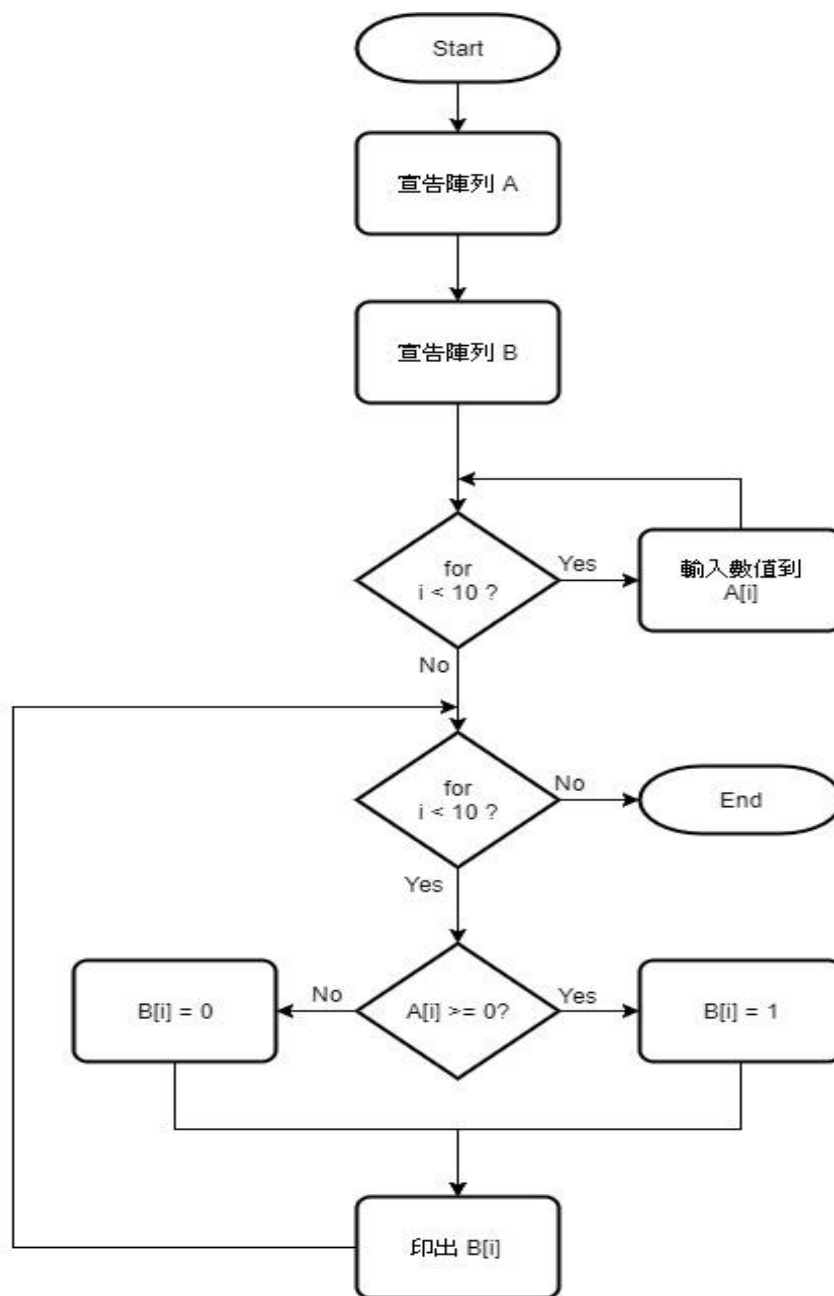 Start
宣告陣列 A
宣告陣列 B
for
i < 10 ?
Yes
輸入數值到
A[i]
No
for
i < 10 ?
No
End
Yes
B[i] = 0
No
A[i] >= 0?
Yes
B[i] = 1
印出 B[i]